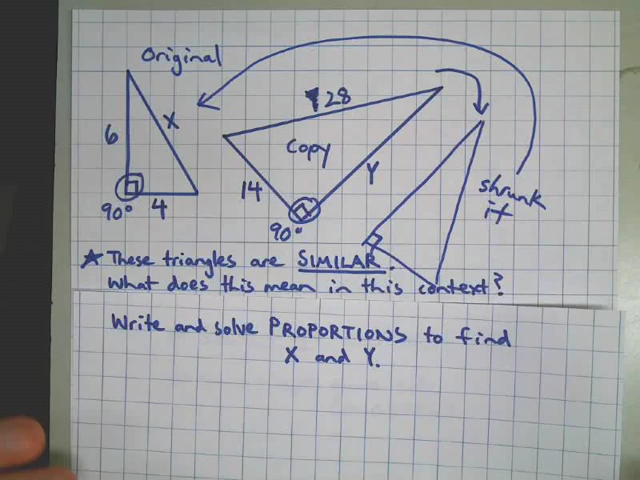 Original
6
X
90°
4
28
Copy
14
Y
90°
shrunk
it
★ These triangles are SIMILAR.
What does this mean in this context?
Write and solve PROPORTIONS to find
X and Y.